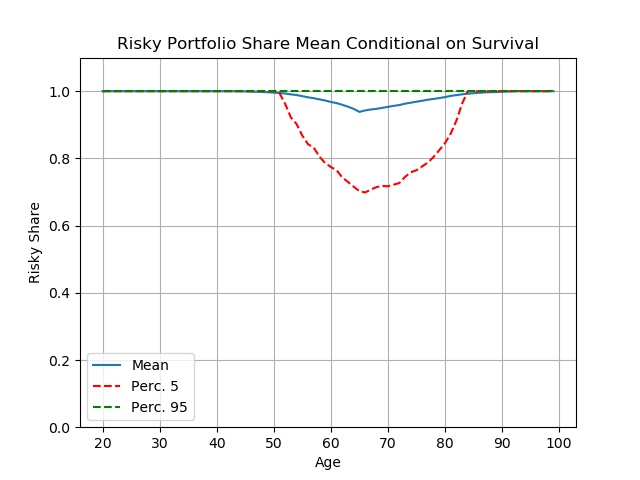 Risky Portfolio Share Mean Conditional on Survival
Risky Share
1.0
0.8
0.6
0.4
0.2
0.0
Mean
Perc. 5
Perc. 95
20 30 40 50 60 70 80 90 100
Age